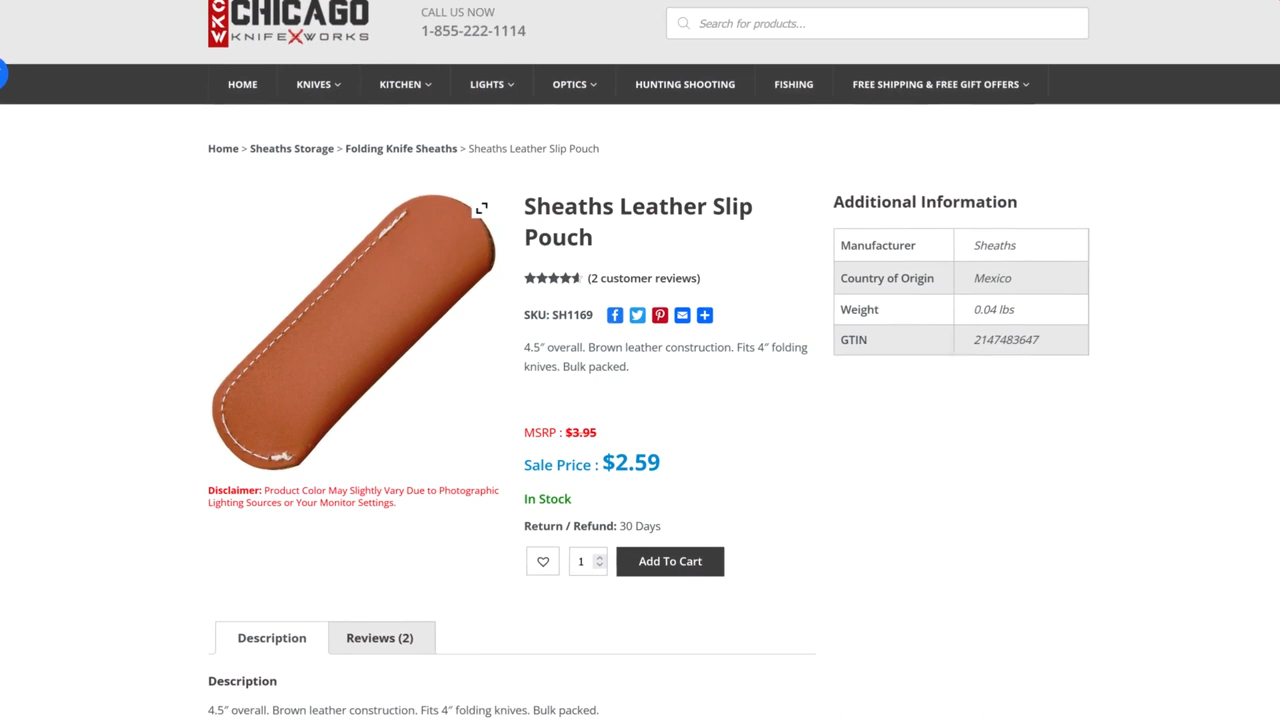 CKW
CHICAGO
KNIFEXWORKS
CALL US NOW
1-855-222-1114
Search for products...
HOME
KNIVES
KITCHEN
LIGHTS
OPTICS
HUNTING SHOOTING
FISHING
FREE SHIPPING & FREE GIFT OFFERS
Home > Sheaths Storage > Folding Knife Sheaths > Sheaths Leather Slip Pouch
Sheaths Leather Slip
Pouch
(2 customer reviews)
SKU: SH1169
4.5″ overall. Brown leather construction. Fits 4″ folding
knives. Bulk packed.
MSRP : $3.95
Sale Price : $2.59
In Stock
Return / Refund: 30 Days
1
Add To Cart
Disclaimer: Product Color May Slightly Vary Due to Photographic
Lighting Sources or Your Monitor Settings.
Additional Information
Manufacturer Sheaths
Country of Origin Mexico
Weight 0.04 lbs
GTIN 2147483647
Description
Reviews (2)
Description
4.5″ overall. Brown leather construction. Fits 4″ folding knives. Bulk packed.